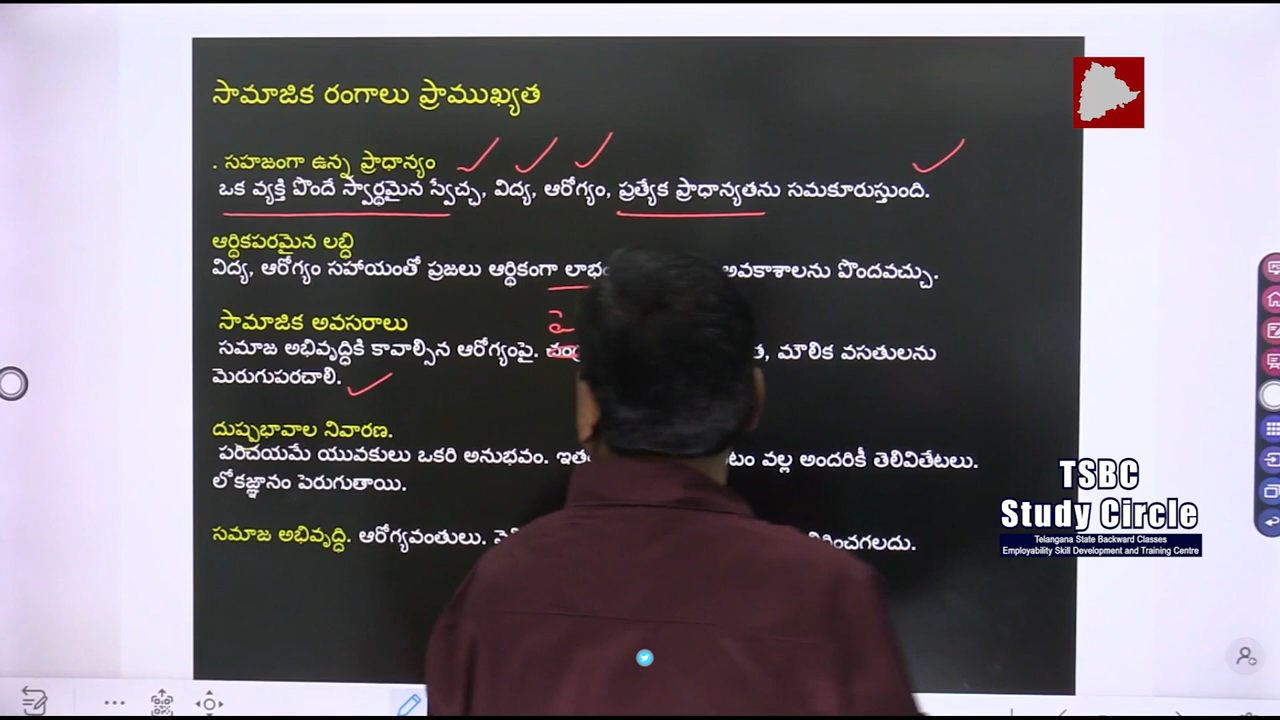 సామాజిక రంగాలు ప్రాముఖ్యత
. సహజంగా ఉన్న ప్రాధాన్యం
ఒక వ్యక్తి పొందే స్వార్థమైన స్వేచ్ఛ, విద్య, ఆరోగ్యం, ప్రత్యేక ప్రాధాన్యతను సమకూరుస్తుంది.
ఆర్థికపరమైన లబ్ధి
విద్య, ఆరోగ్యం సహాయంతో ప్రజలు ఆర్థికంగా అవకాశాలను పొందవచ్చు.
సామాజిక అవసరాలు
సమాజ అభివృద్ధికి కావాల్సిన ఆరోగ్యంపై. మౌలిక వసతులను
మెరుగుపరచాలి.
దుష్ప్రభావాల నివారణ.
పరిచయమే యువకులు ఒకరి అనుభవం. వల్ల అందరికీ తెలివితేటలు.
లోకజ్ఞానం పెరుగుతాయి.
సమాజ అభివృద్ధి. ఆరోగ్యవంతులు.
TSBC
Study Circle
Telangana State Backward Classes
Employability Skill Development and Training Centre